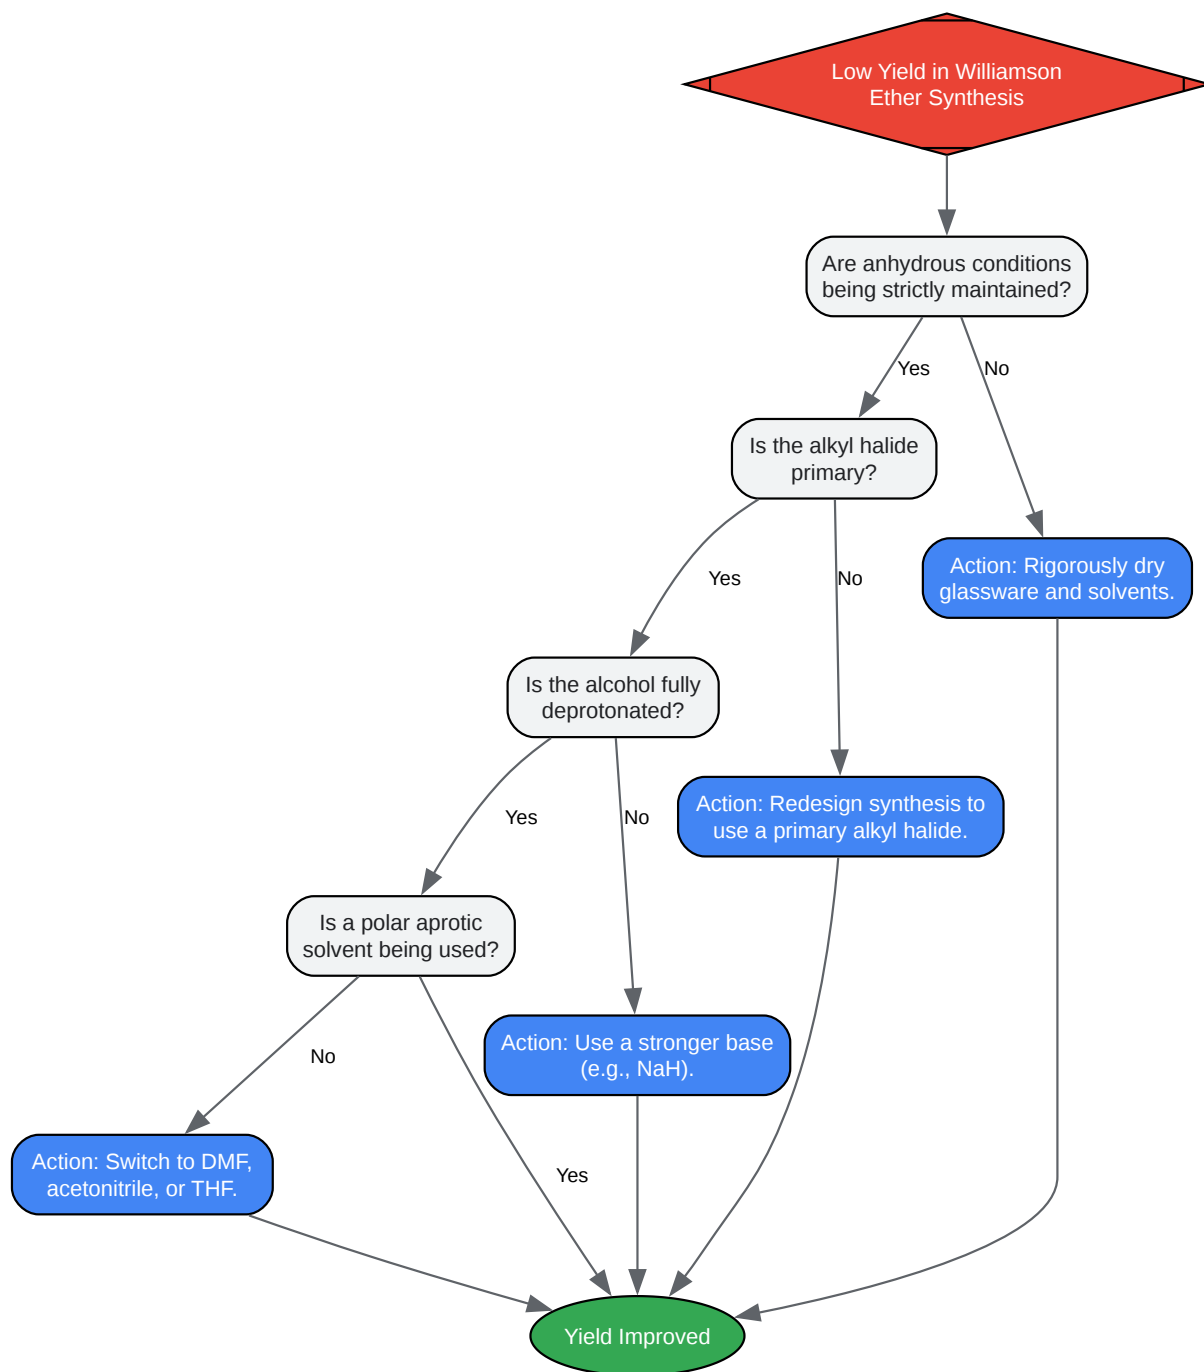 Low Yield in Williamson
Ether Synthesis
Are anhydrous conditions
being strictly maintained?
Yes
No
Is the alkyl halide
primary?
Action: Rigorously dry
glassware and solvents.
Yes
No
Is the alcohol fully
deprotonated?
Action: Redesign synthesis to
use a primary alkyl halide.
Yes
No
Is a polar aprotic
solvent being used?
Action: Use a stronger base
(e.g., NaH).
No
Yes
Action: Switch to DMF,
acetonitrile, or THF.
Yield Improved